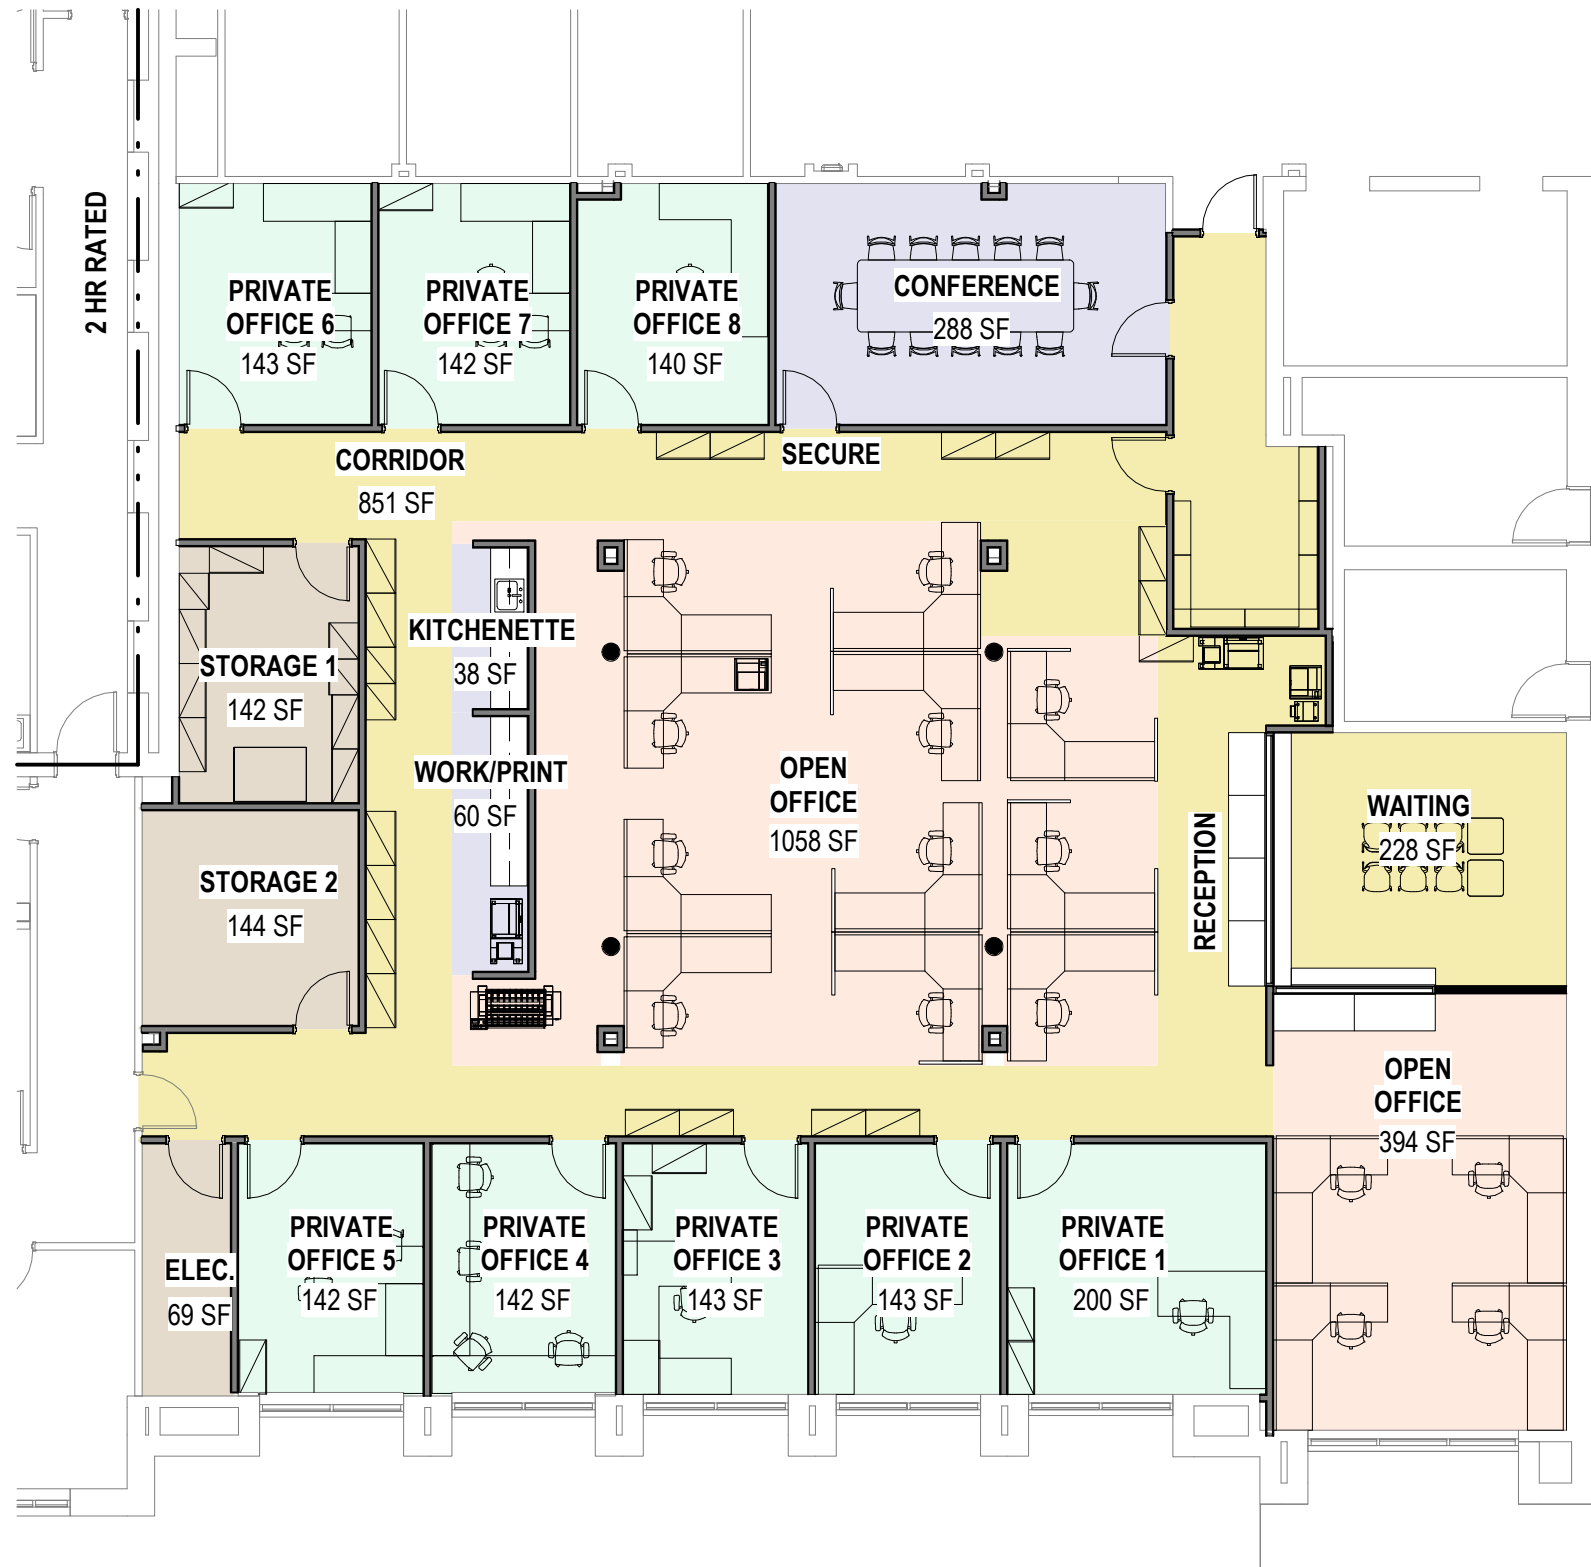 2 HR RATED
PRIVATE
OFFICE 6
143 SF
PRIVATE
OFFICE 7
142 SF
PRIVATE
OFFICE 8
140 SF
CONFERENCE
288 SF
CORRIDOR
851 SF
SECURE
STORAGE 1
142 SF
KITCHENETTE
38 SF
WORK/PRINT
60 SF
OPEN
OFFICE
1058 SF
RECEPTION
WAITING
228 SF
STORAGE 2
144 SF
OPEN
OFFICE
394 SF
ELEC.
69 SF
PRIVATE
OFFICE 5
142 SF
PRIVATE
OFFICE 4
142 SF
PRIVATE
OFFICE 3
143 SF
PRIVATE
OFFICE 2
143 SF
PRIVATE
OFFICE 1
200 SF